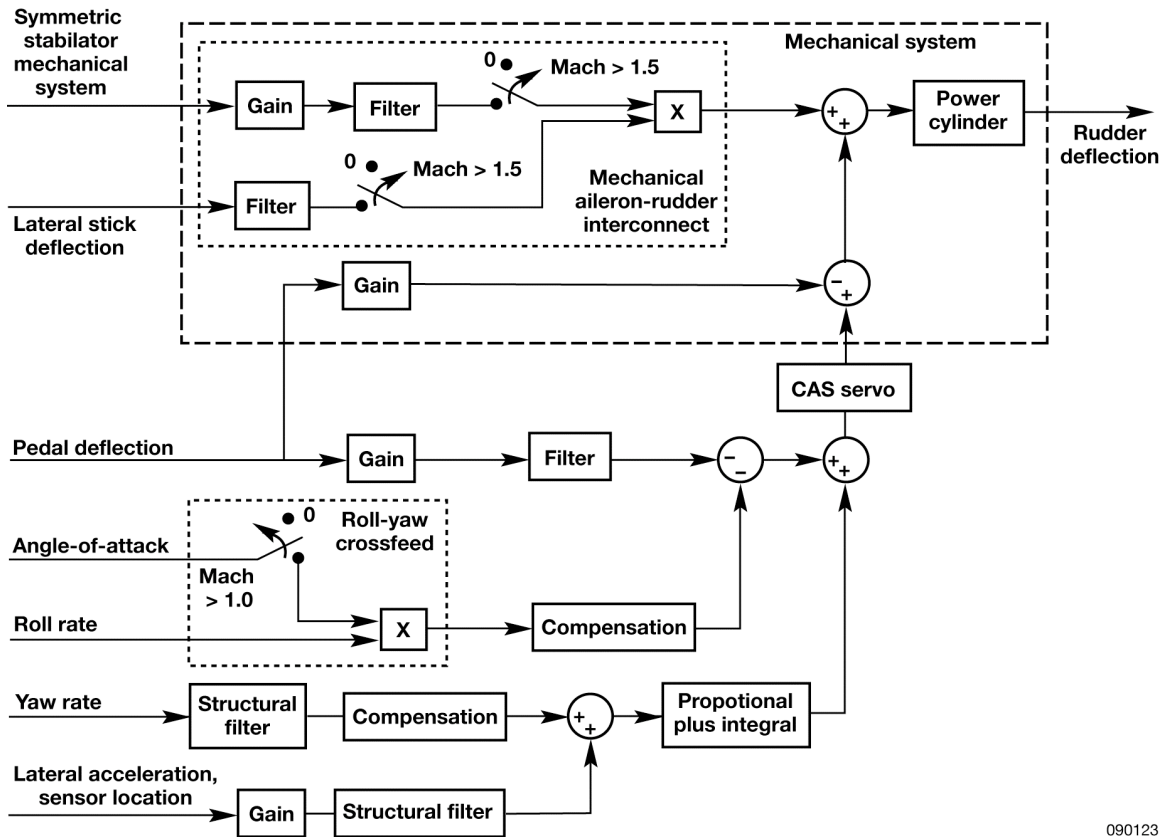 Symmetric
stabilator
mechanical
system
Mechanical system
0
Mach > 1.5
Gain
Filter
X
+
+
Power
cylinder
Rudder
deflection
0
Mach > 1.5
Filter
Mechanical
aileron-rudder
interconnect
Lateral stick
deflection
Gain
–
+
CAS servo
Pedal deflection
Gain
Filter
–
–
+
+
0
Roll-yaw
crossfeed
Angle-of-attack
Mach
> 1.0
Roll rate
X
Compensation
Yaw rate
Structural
filter
Compensation
+
+
Propotional
plus integral
Lateral acceleration,
sensor location
Gain
Structural filter
090123